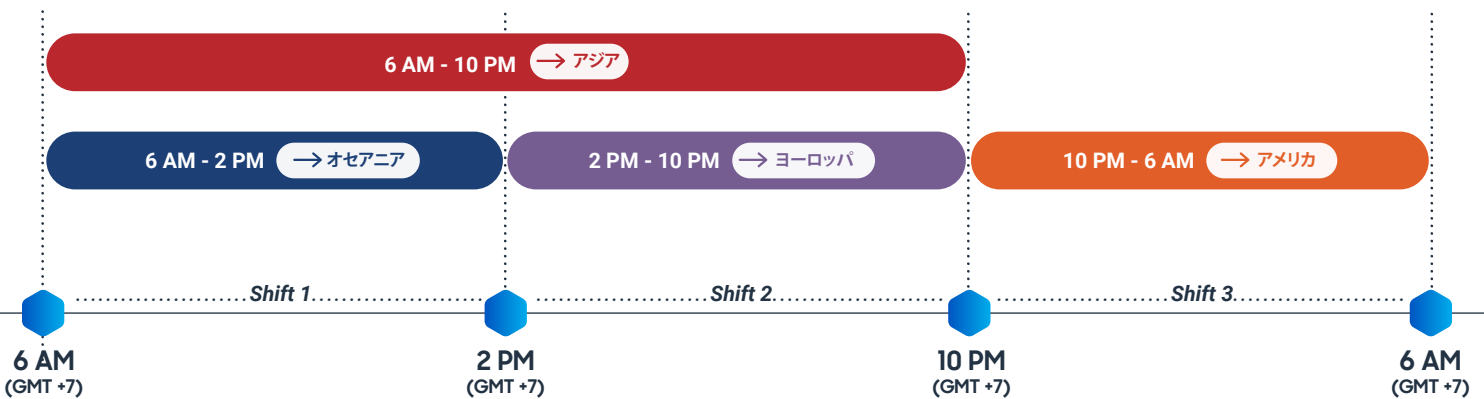 6 AM - 10 PM → アジア
6 AM - 2 PM → オセアニア
2 PM - 10 PM → ヨーロッパ
10 PM - 6 AM → アメリカ
Shift 1
Shift 2
Shift 3
6 AM
(GMT +7)
2 PM
(GMT +7)
10 PM
(GMT +7)
6 AM
(GMT +7)